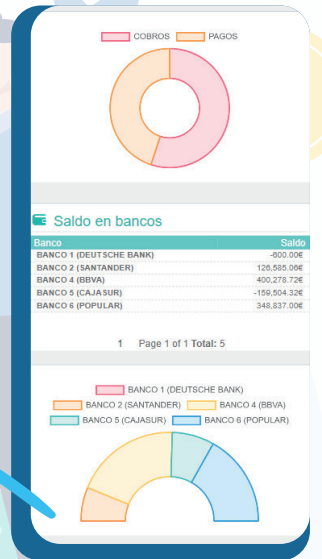 COBROS PAGOS
Saldo en bancos
Banco Saldo
BANCO 1 (DEUTSCHE BANK) -600.00€
BANCO 2 (SANTANDER) 126,585.06€
BANCO 4 (BBVA) 400,278.72€
BANCO 5 (CAJASUR) -159,504.32€
BANCO 6 (POPULAR) 348,837.00€
1 Page 1 of 1 Total: 5
BANCO 1 (DEUTSCHE BANK)
BANCO 2 (SANTANDER) BANCO 4 (BBVA)
BANCO 5 (CAJASUR) BANCO 6 (POPULAR)